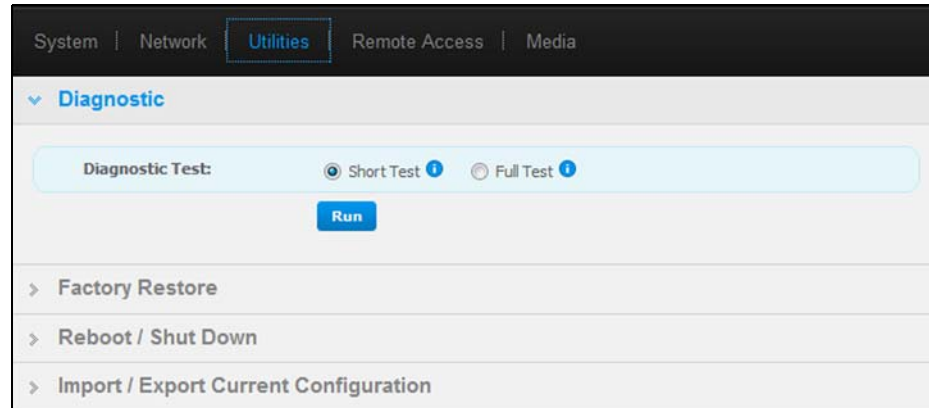 System | Network | Utilities | Remote Access | Media
Diagnostic
Diagnostic Test: Short Test i Full Test i
Run
Factory Restore
Reboot / Shut Down
Import / Export Current Configuration